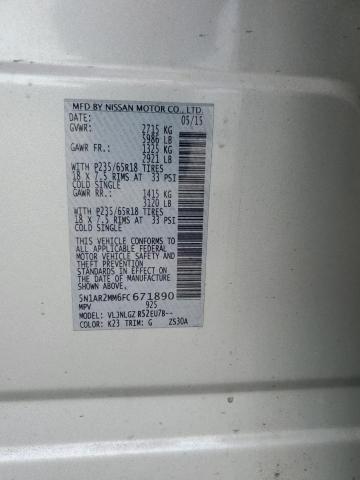 MFD BY NISSAN MOTOR CO., LTD.
DATE: 05/15
GVWR: 2715 KG
5986 LB
GAWR FR.: 1325 KG
2921 LB
WITH P235/65R18 TIRES
18 X 7.5 RIMS AT 33 PSI
COLD SINGLE
GAWR RR.: 1415 KG
3120 LB
WITH P235/65R18 TIRES
18 X 7.5 RIMS AT 33 PSI
COLD SINGLE
THIS VEHICLE CONFORMS TO
ALL APPLICABLE FEDERAL
MOTOR VEHICLE SAFETY AND
STANDARDS IN EFFECT ON
THE DATE OF MANUFACTURE
SHOWN ABOVE.
5N1AR2MM6FC671890
MPV 925
MODEL: VLJNLGZ R52EU7B--
COLOR: K23 TRIM: G ZS30A